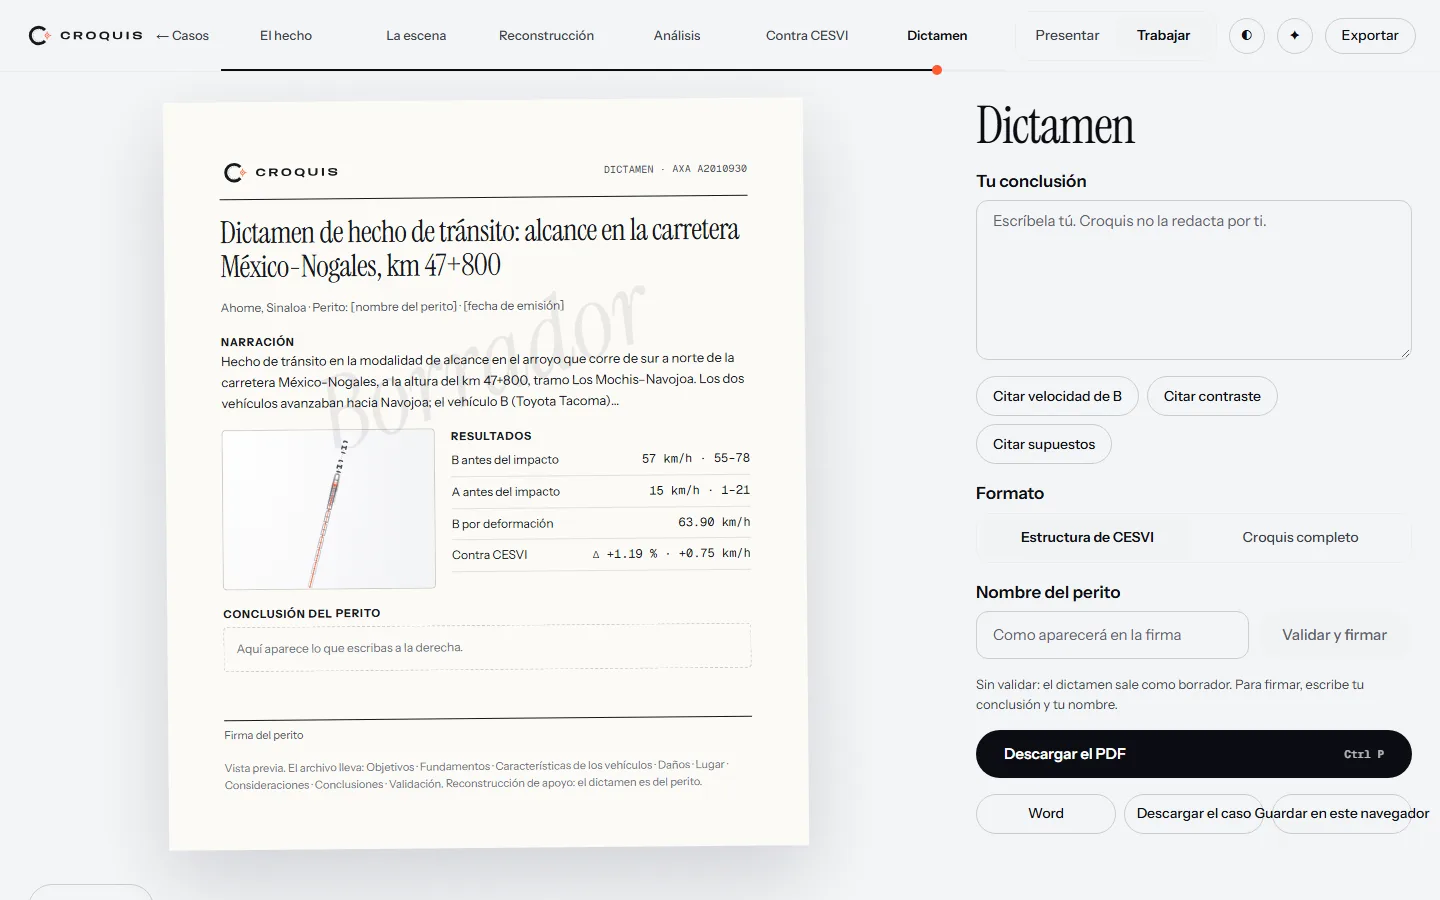 CROQUIS
← Casos
El hecho
La escena
Reconstrucción
Análisis
Contra CESVI
Dictamen
Presentar
Trabajar
Exportar
CROQUIS
DICTAMEN · AXA A2010930
Dictamen de hecho de tránsito: alcance en la carretera
México-Nogales, km 47+800
Ahome, Sinaloa · Perito: [nombre del perito] · [fecha de emisión]
Borrador
NARRACIÓN
Hecho de tránsito en la modalidad de alcance en el arroyo que corre de sur a norte de la
carretera México-Nogales, a la altura del km 47+800, tramo Los Mochis–Navojoa. Los dos
vehículos avanzaban hacia Navojoa; el vehículo B (Toyota Tacoma)...
RESULTADOS
B antes del impacto 57 km/h · 55–78
A antes del impacto 15 km/h · 1–21
B por deformación 63.90 km/h
Contra CESVI Δ +1.19 % · +0.75 km/h
CONCLUSIÓN DEL PERITO
Aquí aparece lo que escribas a la derecha.
Firma del perito
Vista previa. El archivo lleva: Objetivos · Fundamentos · Características de los vehículos · Daños · Lugar ·
Consideraciones · Conclusiones · Validación. Reconstrucción de apoyo: el dictamen es del perito.
Dictamen
Tu conclusión
Escríbela tú. Croquis no la redacta por ti.
Citar velocidad de B
Citar contraste
Citar supuestos
Formato
Estructura de CESVI
Croquis completo
Nombre del perito
Como aparecerá en la firma
Validar y firmar
Sin validar: el dictamen sale como borrador. Para firmar, escribe tu
conclusión y tu nombre.
Descargar el PDF Ctrl P
Word
Descargar el caso
Guardar en este navegador